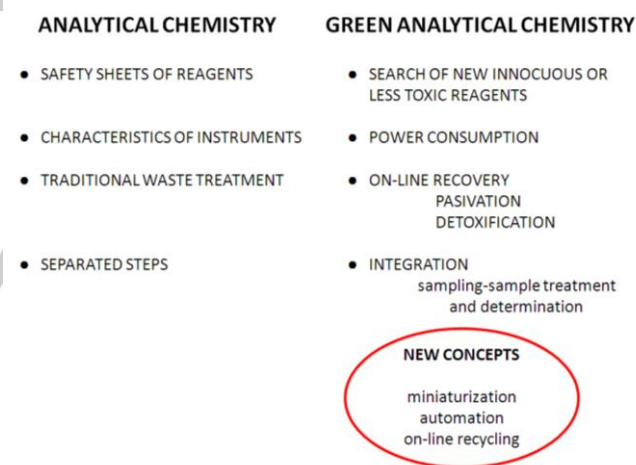 ANALYTICAL CHEMISTRY
● SAFETY SHEETS OF REAGENTS
● CHARACTERISTICS OF INSTRUMENTS
● TRADITIONAL WASTE TREATMENT
● SEPARATED STEPS
GREEN ANALYTICAL CHEMISTRY
● SEARCH OF NEW INNOCUOUS OR
LESS TOXIC REAGENTS
● POWER CONSUMPTION
● ON-LINE RECOVERY
PASIVATION
DETOXIFICATION
● INTEGRATION
sampling-sample treatment
and determination
NEW CONCEPTS
miniaturization
automation
on-line recycling